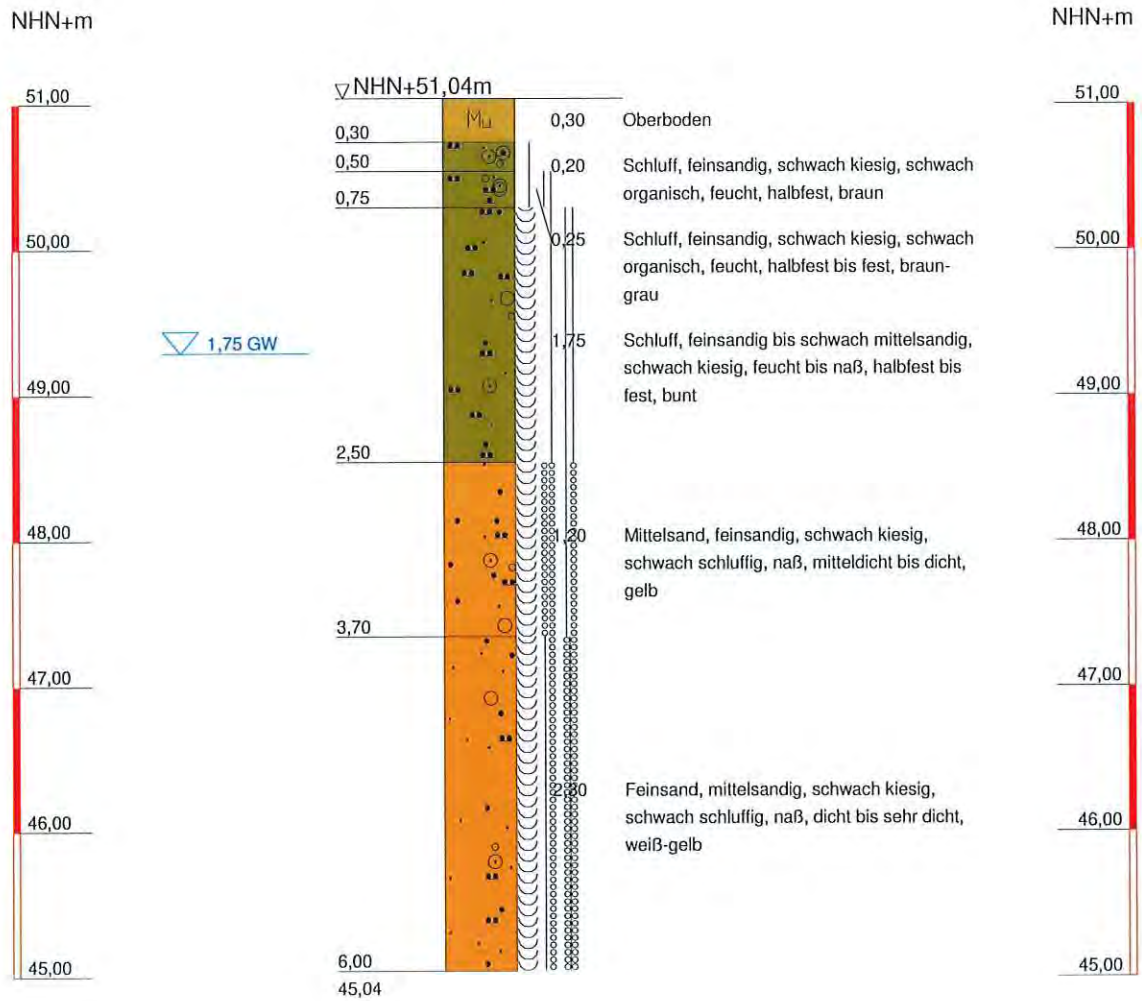 NHN+m
NHN+m
NHN+51,04m
51,00
51,00
Mu
0,30
Oberboden
0,30
0,50
0,20
Schluff, feinsandig, schwach kiesig, schwach
organisch, feucht, halbfest, braun
0,75
50,00
50,00
0,25
Schluff, feinsandig, schwach kiesig, schwach
organisch, feucht, halbfest bis fest, braun-
grau
1,75 GW
1,75
Schluff, feinsandig bis schwach mittelsandig,
schwach kiesig, feucht bis naß, halbfest bis
fest, bunt
49,00
49,00
2,50
48,00
48,00
1,20
Mittelsand, feinsandig, schwach kiesig,
schwach schluffig, naß, mitteldicht bis dicht,
gelb
3,70
47,00
47,00
2,30
Feinsand, mittelsandig, schwach kiesig,
schwach schluffig, naß, dicht bis sehr dicht,
weiß-gelb
46,00
46,00
6,00
45,04
45,00
45,00